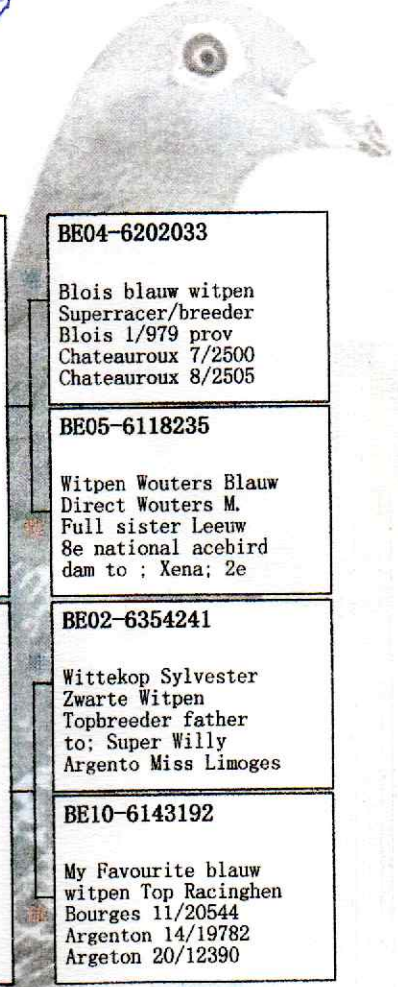 BE04-6202033
Blois blauw witpen
Superracer/breeder
Blois 1/979 prov
Chateauroux 7/2500
Chateauroux 8/2505
BE05-6118235
Witpen Wouters Blauw
Direct Wouters M.
Full sister Leeuw
8e national acebird
dam to ; Xena; 2e
BE02-6354241
Wittekop Sylvester
Zwarte Witpen
Topbreeder father
to; Super Willy
Argento Miss Limoges
BE10-6143192
My Favourite blauw
witpen Top Racinghen
Bourges 11/20544
Argenton 14/19782
Argeton 20/12390